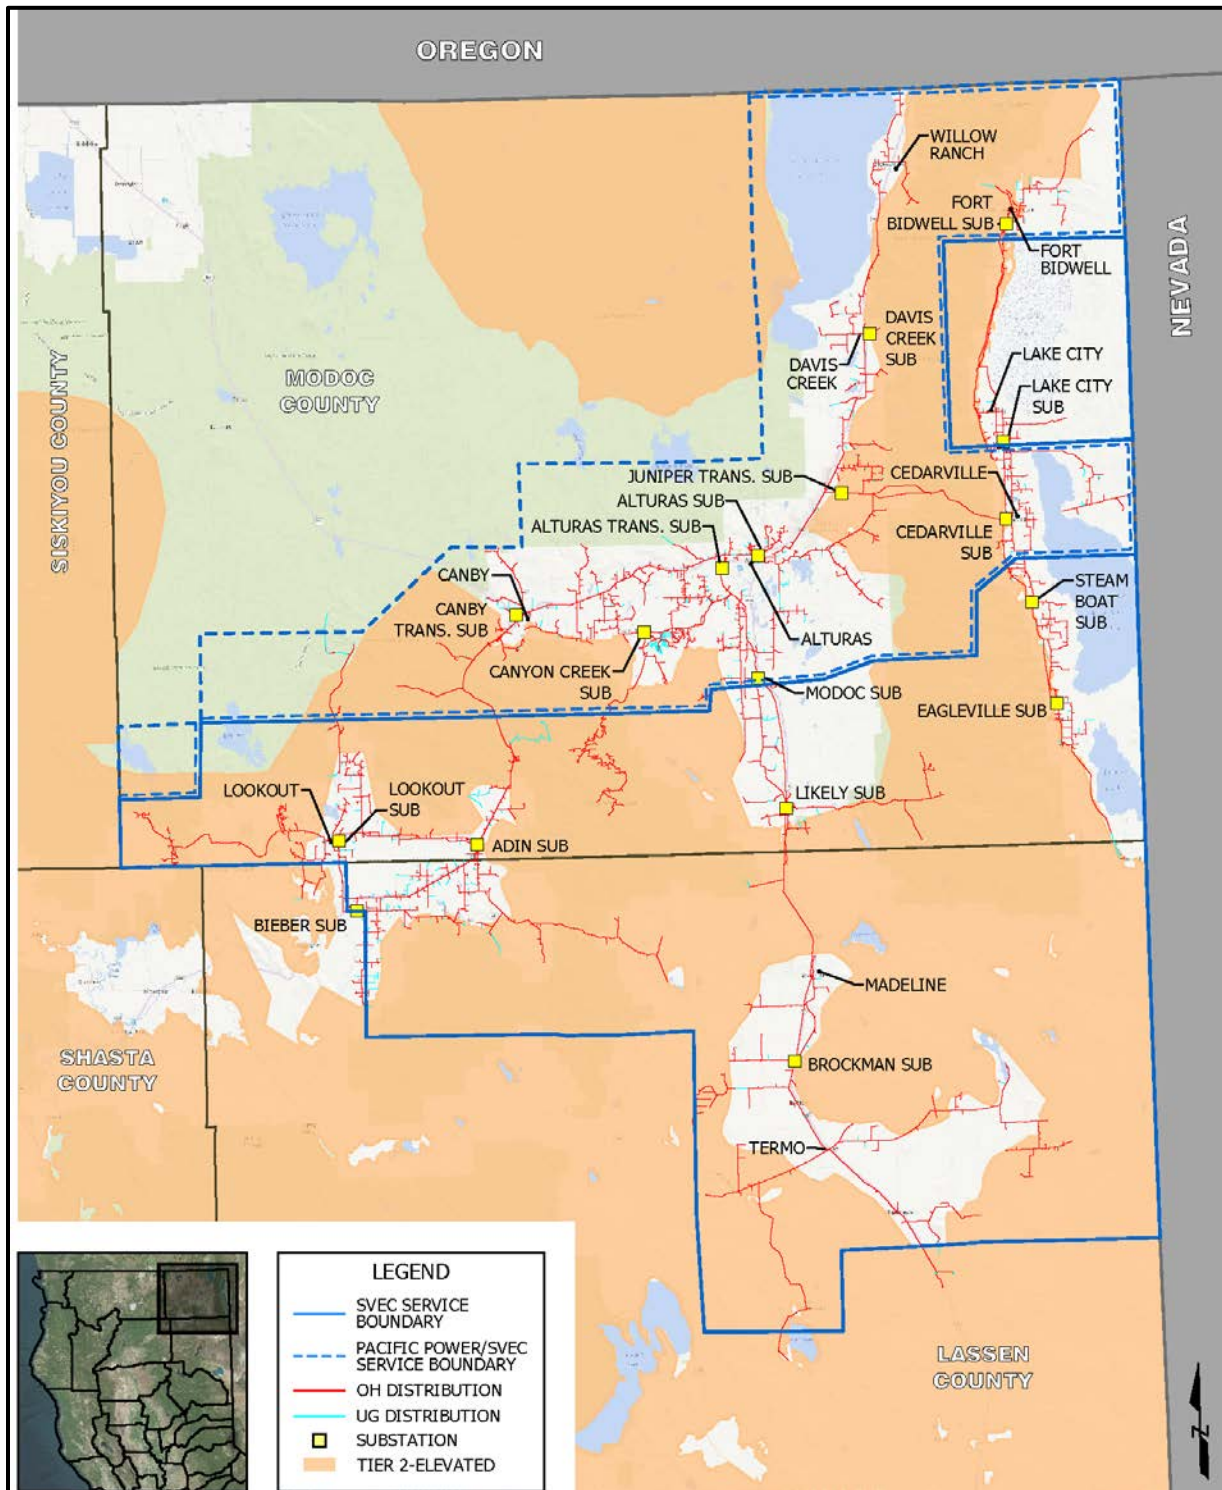 OREGON
WILLOW
RANCH
FORT
BIDWELL SUB
FORT
BIDWELL
NEVADA
DAVIS
CREEK
SUB
DAVIS
CREEK
LAKE CITY
LAKE CITY
SUB
MODOC
COUNTY
SISKIYOU COUNTY
JUNIPER TRANS. SUB
CEDARVILLE
ALTURAS SUB
ALTURAS TRANS. SUB
CEDARVILLE
SUB
CANBY
CANBY
TRANS. SUB
STEAM
BOAT
SUB
ALTURAS
CANYON CREEK
SUB
MODOC SUB
EAGLEVILLE SUB
LOOKOUT
LOOKOUT
SUB
LIKELY SUB
ADIN SUB
BIEBER SUB
MADELINE
SHASTA
COUNTY
BROCKMAN SUB
TERMO
LASSEN
COUNTY
LEGEND
SVEC SERVICE
BOUNDARY
PACIFIC POWER/SVEC
SERVICE BOUNDARY
OH DISTRIBUTION
UG DISTRIBUTION
SUBSTATION
TIER 2-ELEVATED
N